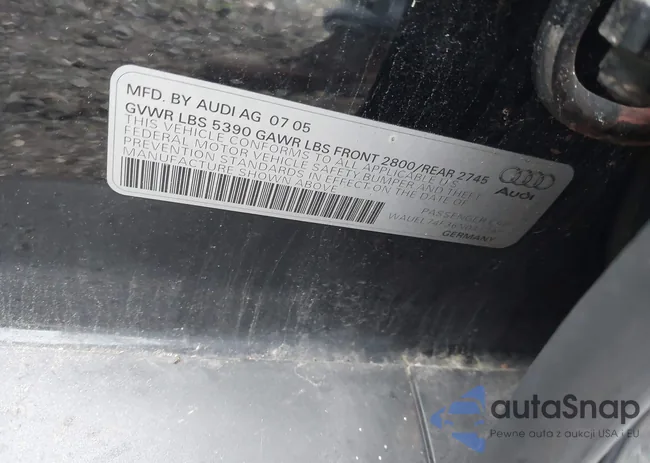 MFD. BY AUDI AG 07 05
GVWR LBS 5390 GAWR LBS FRONT 2800/REAR 2745
THIS VEHICLE CONFORMS TO ALL APPLICABLE U.S.
FEDERAL MOTOR VEHICLE SAFETY,BUMPER AND THEFT
PREVENTION STANDARDS IN EFFECT ON THE DATE OF
MANUFACTURE SHOWN ABOVE
Audi
PASSENGER CAR
GERMANY
autaSnap
Pewne auta z aukcji USA i EU